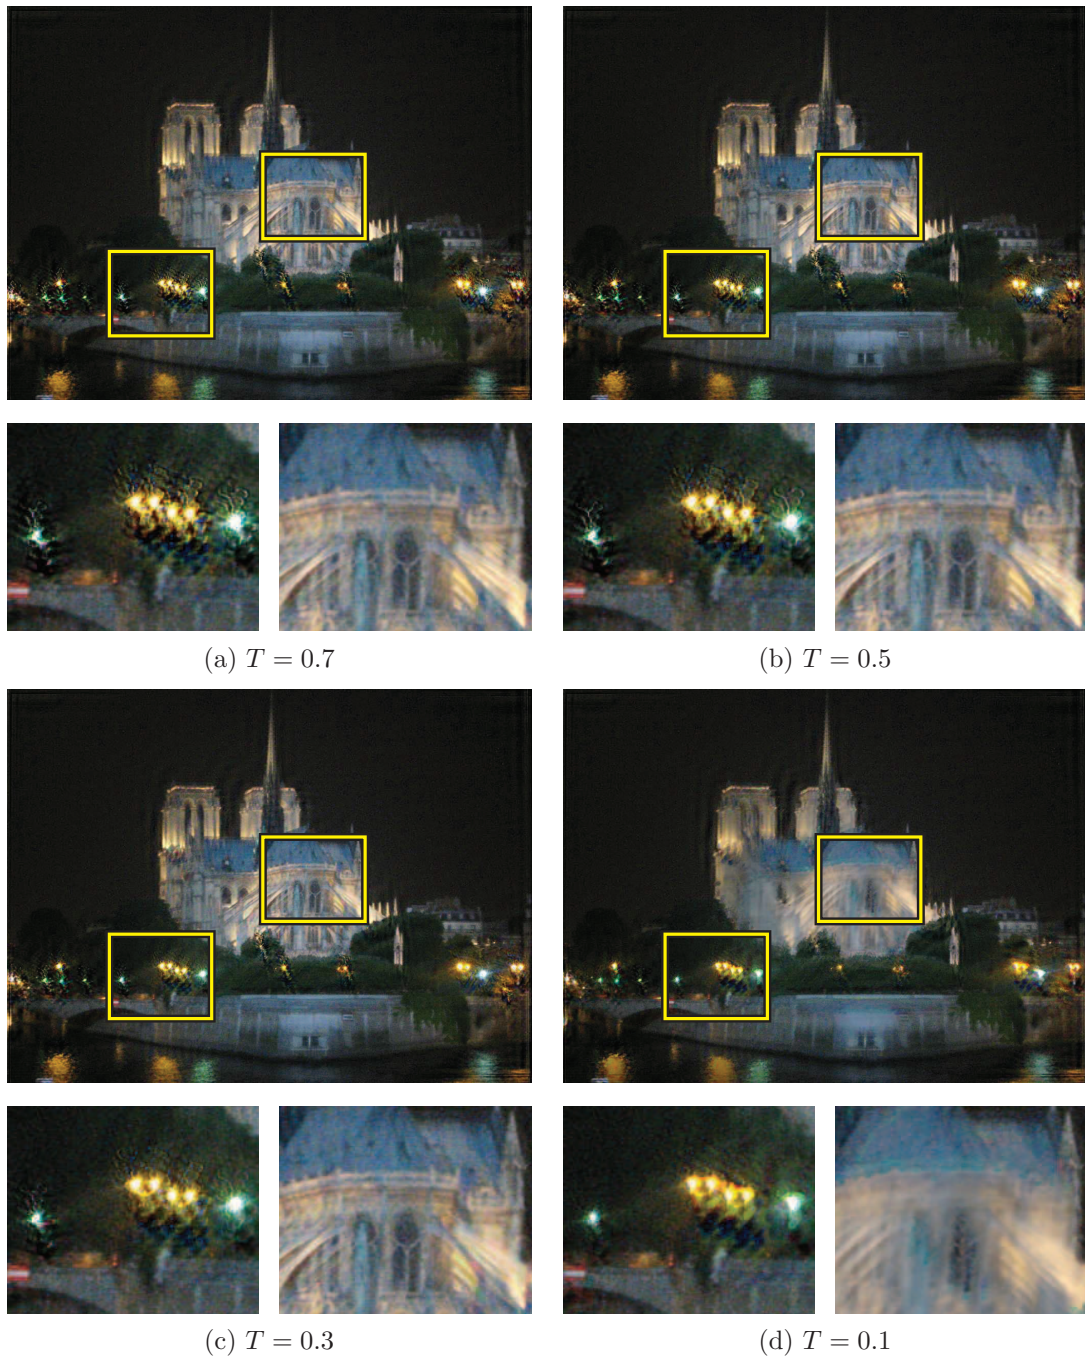 (a) T = 0.7
(b) T = 0.5
(c) T = 0.3
(d) T = 0.1